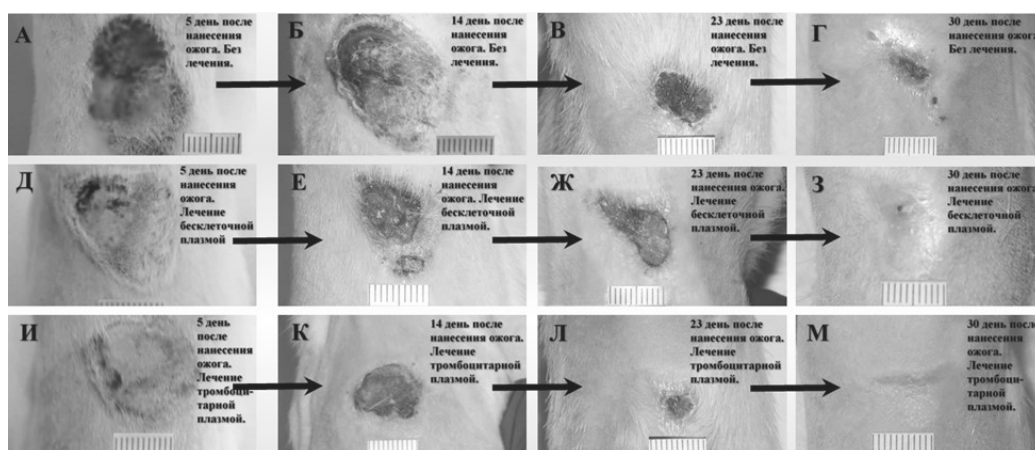 А
5 день после
нанесения
ожога. Без
лечения.
Б
14 день после
нанесения
ожога. Без
лечения.
В
23 день после
нанесения
ожога. Без
лечения.
Г
30 день после
нанесения ожога.
Без лечения.
Д
5 день после
нанесения
ожога.
Лечение
бесклеточной
плазмой
Е
14 день после
нанесения
ожога. Лечение
бесклеточной
плазмой.
Ж
23 день после
нанесения ожога.
Лечение
бесклеточной
плазмой.
З
30 день после
нанесения ожога.
Лечение
бесклеточной
плазмой.
И
5 день
после
нанесения
ожога.
Лечение
тромбоци-
тарной
плазмой.
К
14 день после
нанесения ожога.
Лечение
тромбоцитарной
плазмой.
Л
23 день после
нанесения
ожога.
Лечение
тромбоцитарной
плазмой.
М
30 день после
нанесения
ожога.
Лечение
тромбоци-
тарной
плазмой.